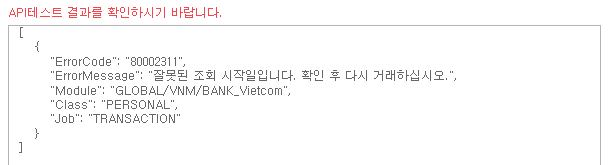 API테스트 결과를 확인하시기 바랍니다.
[
{
"ErrorCode": "80002311",
"ErrorMessage": "잘못된 조회 시작일입니다. 확인 후 다시 거래하십시오.",
"Module": "GLOBAL/VNM/BANK_Vietcom",
"Class": "PERSONAL",
"Job": "TRANSACTION"
}
]